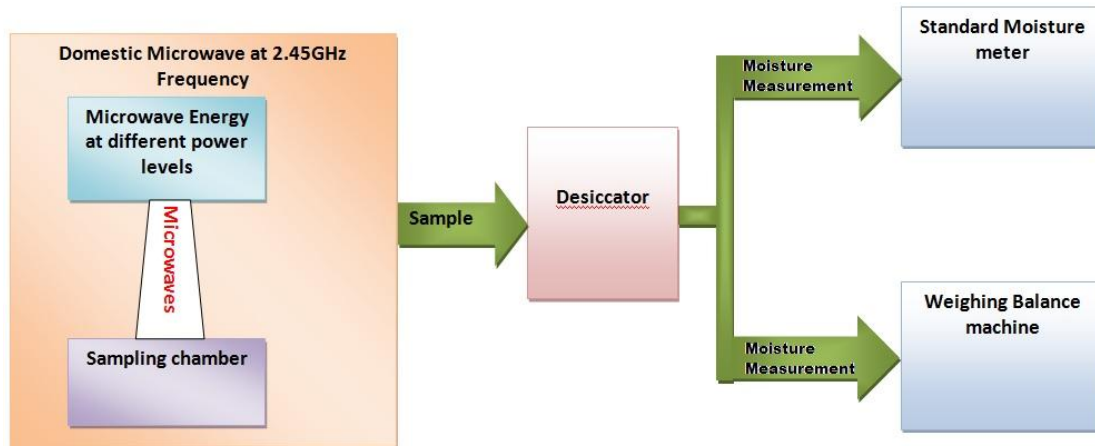 Domestic Microwave at 2.45GHz
Frequency
Microwave Energy
at different power
levels
Microwaves
Sampling chamber
Sample
Desiccator
Moisture
Measurement
Standard Moisture
meter
Moisture
Measurement
Weighing Balance
machine